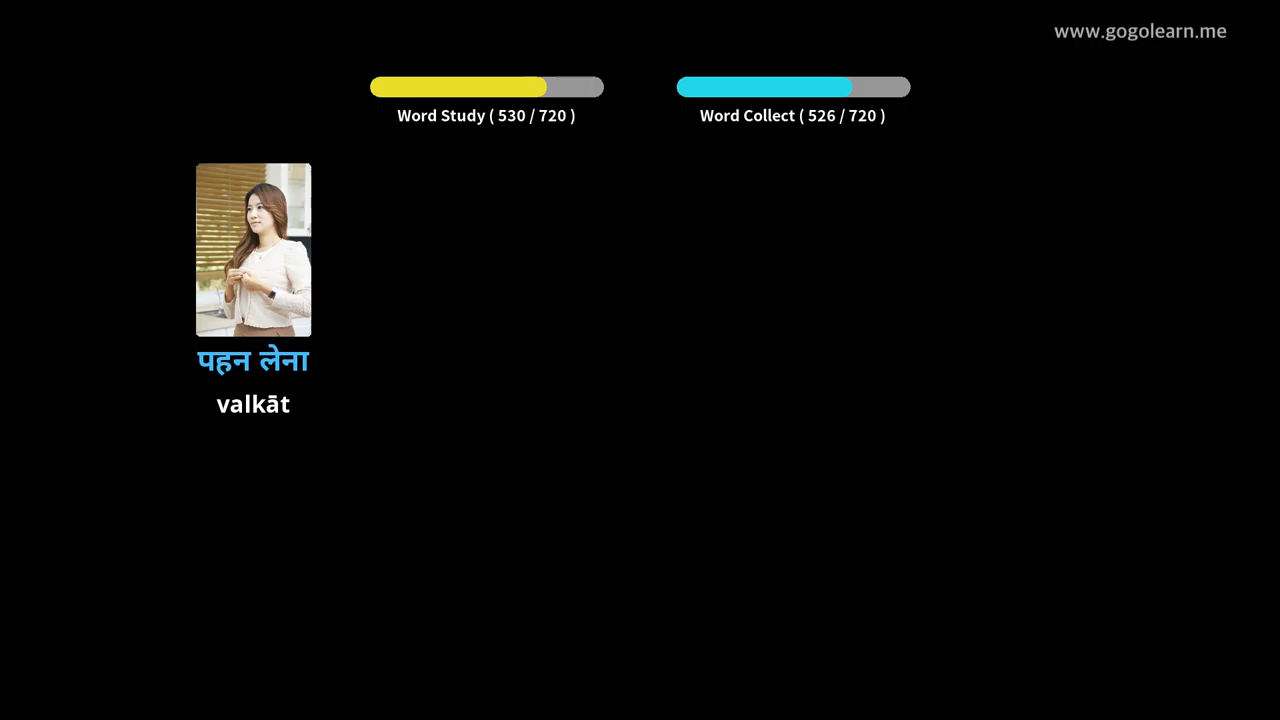 www.gogolearn.me
Word Study ( 530 / 720 )
Word Collect ( 526 / 720 )
पहन लेना
valkāt